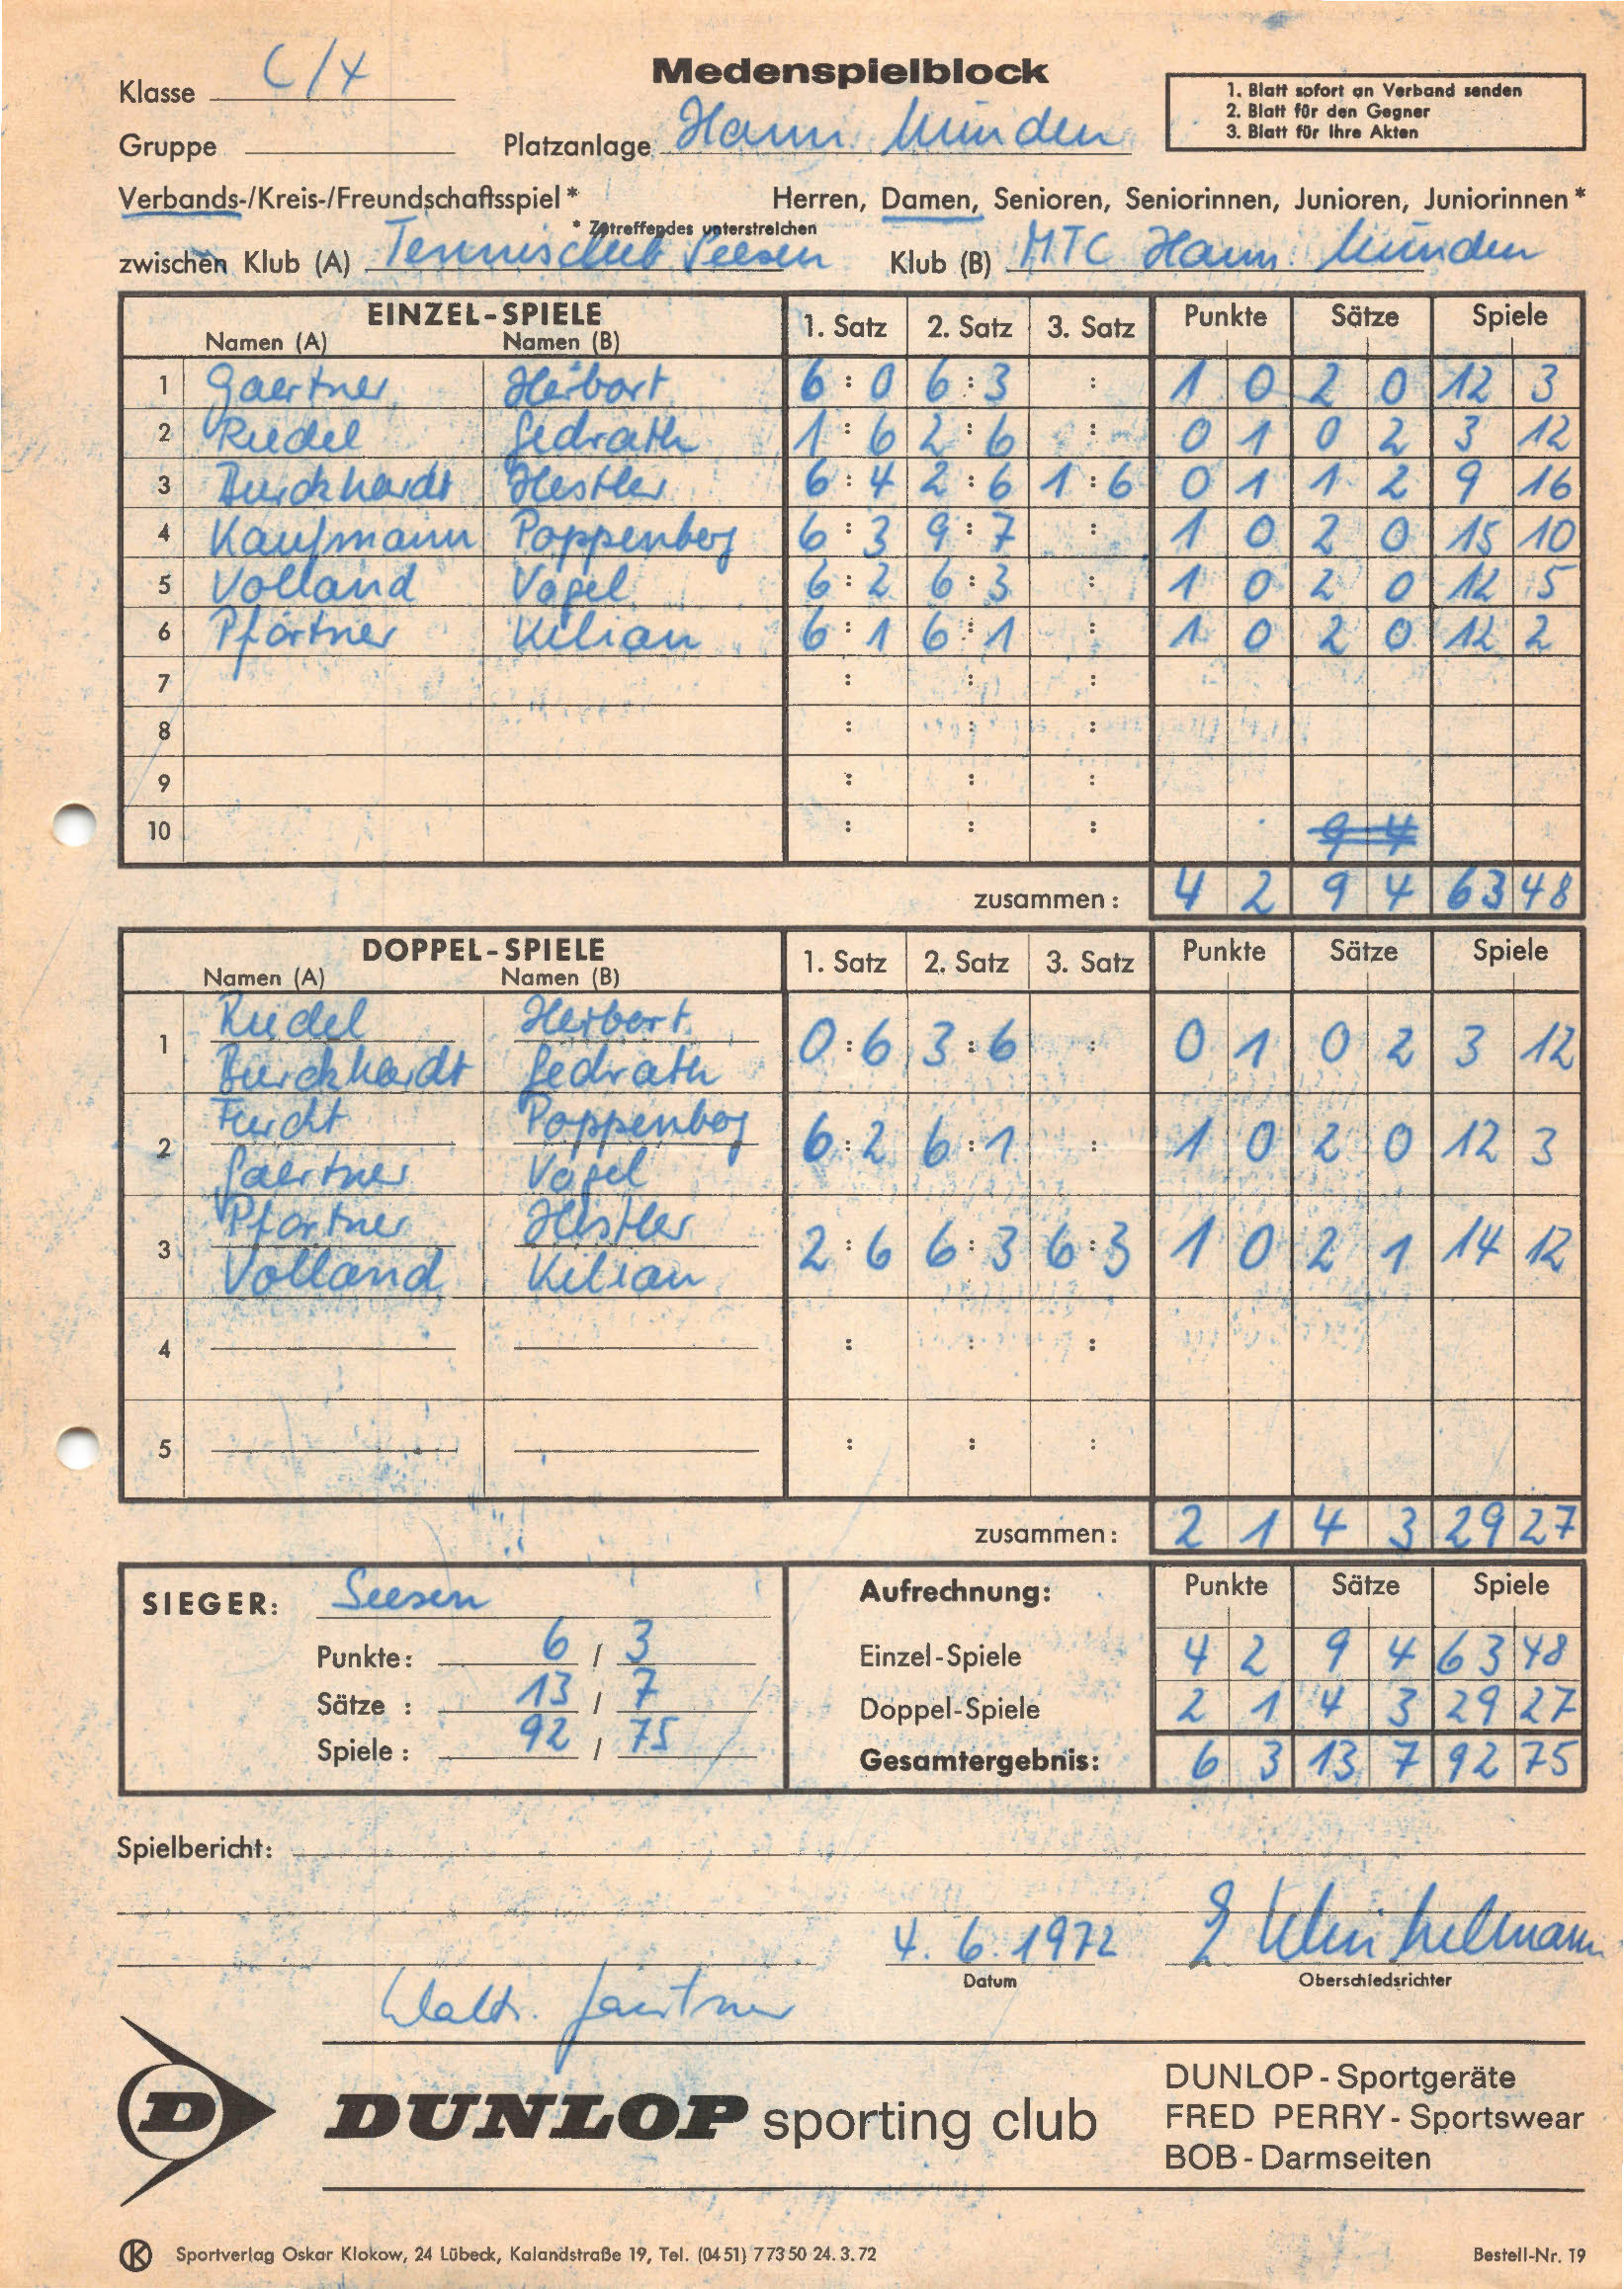 Medenspielblock
Klasse
Gruppe
Platzanlage Hann. Münden
1. Blatt sofort an Verband senden
2. Blatt für den Gegner
3. Blatt für Ihre Akten
Verbands-/Kreis-/Freundschaftsspiel * Herren, Damen, Senioren, Seniorinnen, Junioren, Juniorinnen *
* Zutreffendes unterstreichen
zwischen Klub (A) Tennisclub Seesen Klub (B) MTC Hann. Münden
EINZEL-SPIELE
Namen (A) Namen (B) 1. Satz 2. Satz 3. Satz Punkte Sätze Spiele
1 Gaertner Herbort 6 : 0 6 : 3 : 1 0 2 0 12 3
2 Riedel Gedrath 1 : 6 2 : 6 : 0 1 0 2 3 12
3 Burckhardt Hestler 6 : 4 2 : 6 1 : 6 0 1 1 2 9 16
4 Kaufmann Poppenberg 6 : 3 9 : 7 : 1 0 2 0 15 10
5 Volland Vogel 6 : 2 6 : 3 : 1 0 2 0 12 5
6 Pförtner Kilian 6 : 1 6 : 1 : 1 0 2 0 12 2
7 : : :
8 : : :
9 : : :
10 : : : 9 4
zusammen : 4 2 9 4 63 48
DOPPEL-SPIELE
Namen (A) Namen (B) 1. Satz 2. Satz 3. Satz Punkte Sätze Spiele
Riedel Herbort
1 0 : 6 3 : 6 : 0 1 0 2 3 12
Burckhardt Gedrath
Furcht Poppenberg
2 6 : 2 6 : 1 : 1 0 2 0 12 3
Gaertner Vogel
Pförtner Hestler
3 2 : 6 6 : 3 6 : 3 1 0 2 1 14 12
Volland Kilian
4 : : :
5 : : :
zusammen : 2 1 4 3 29 27
SIEGER: Seesen Aufrechnung: Punkte Sätze Spiele
Punkte: 6 / 3 Einzel-Spiele 4 2 9 4 63 48
Sätze : 13 / 7 Doppel-Spiele 2 1 4 3 29 27
Spiele : 92 / 75 Gesamtergebnis: 6 3 13 7 92 75
Spielbericht:
4. 6. 1972
Datum Oberschiedsrichter
Waltr. Gaertner
D DUNLOP sporting club
DUNLOP - Sportgeräte
FRED PERRY - Sportswear
BOB - Darmseiten
K Sportverlag Oskar Klokow, 24 Lübeck, Kalandstraße 19, Tel. (0451) 7 73 50 24. 3. 72 Bestell-Nr. 19